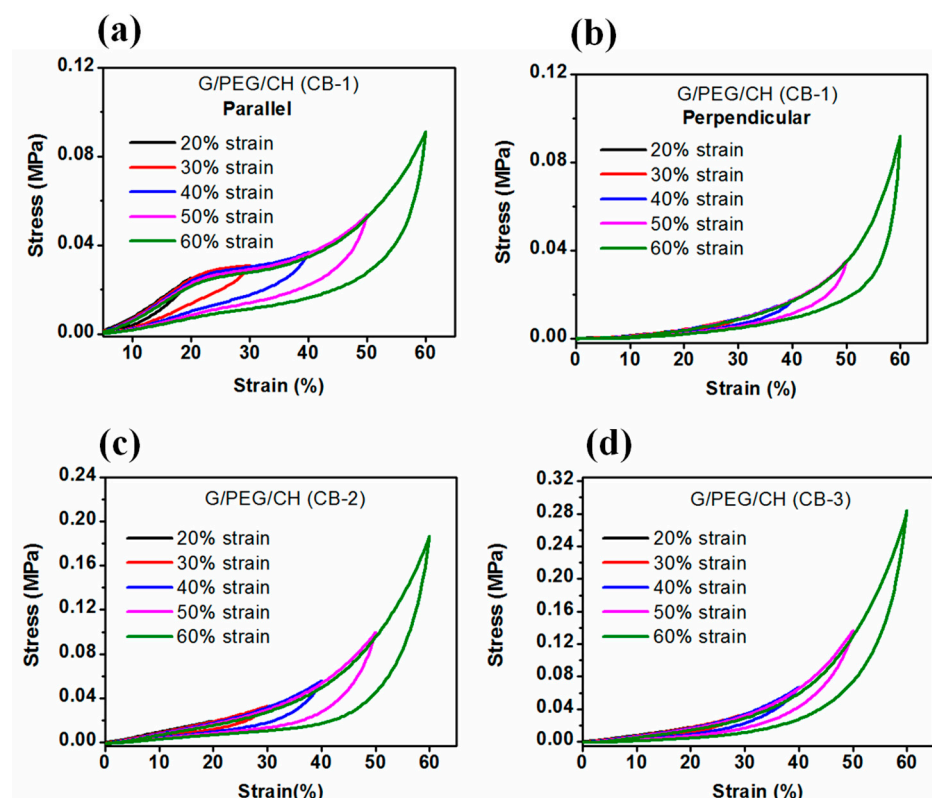 (a)
G/PEG/CH (CB-1)
Parallel
20% strain
30% strain
40% strain
50% strain
60% strain
0.12
0.08
0.04
0.00
Stress (MPa)
10 20 30 40 50 60
Strain (%)
(b)
G/PEG/CH (CB-1)
Perpendicular
20% strain
30% strain
40% strain
50% strain
60% strain
0.12
0.08
0.04
0.00
Stress (MPa)
0 10 20 30 40 50 60
Strain (%)
(c)
G/PEG/CH (CB-2)
20% strain
30% strain
40% strain
50% strain
60% strain
0.24
0.20
0.16
0.12
0.08
0.04
0.00
Stress (MPa)
0 10 20 30 40 50 60
Strain(%)
(d)
G/PEG/CH (CB-3)
20% strain
30% strain
40% strain
50% strain
60% strain
0.32
0.28
0.24
0.20
0.16
0.12
0.08
0.04
0.00
Stress (MPa)
0 10 20 30 40 50 60
Strain (%)